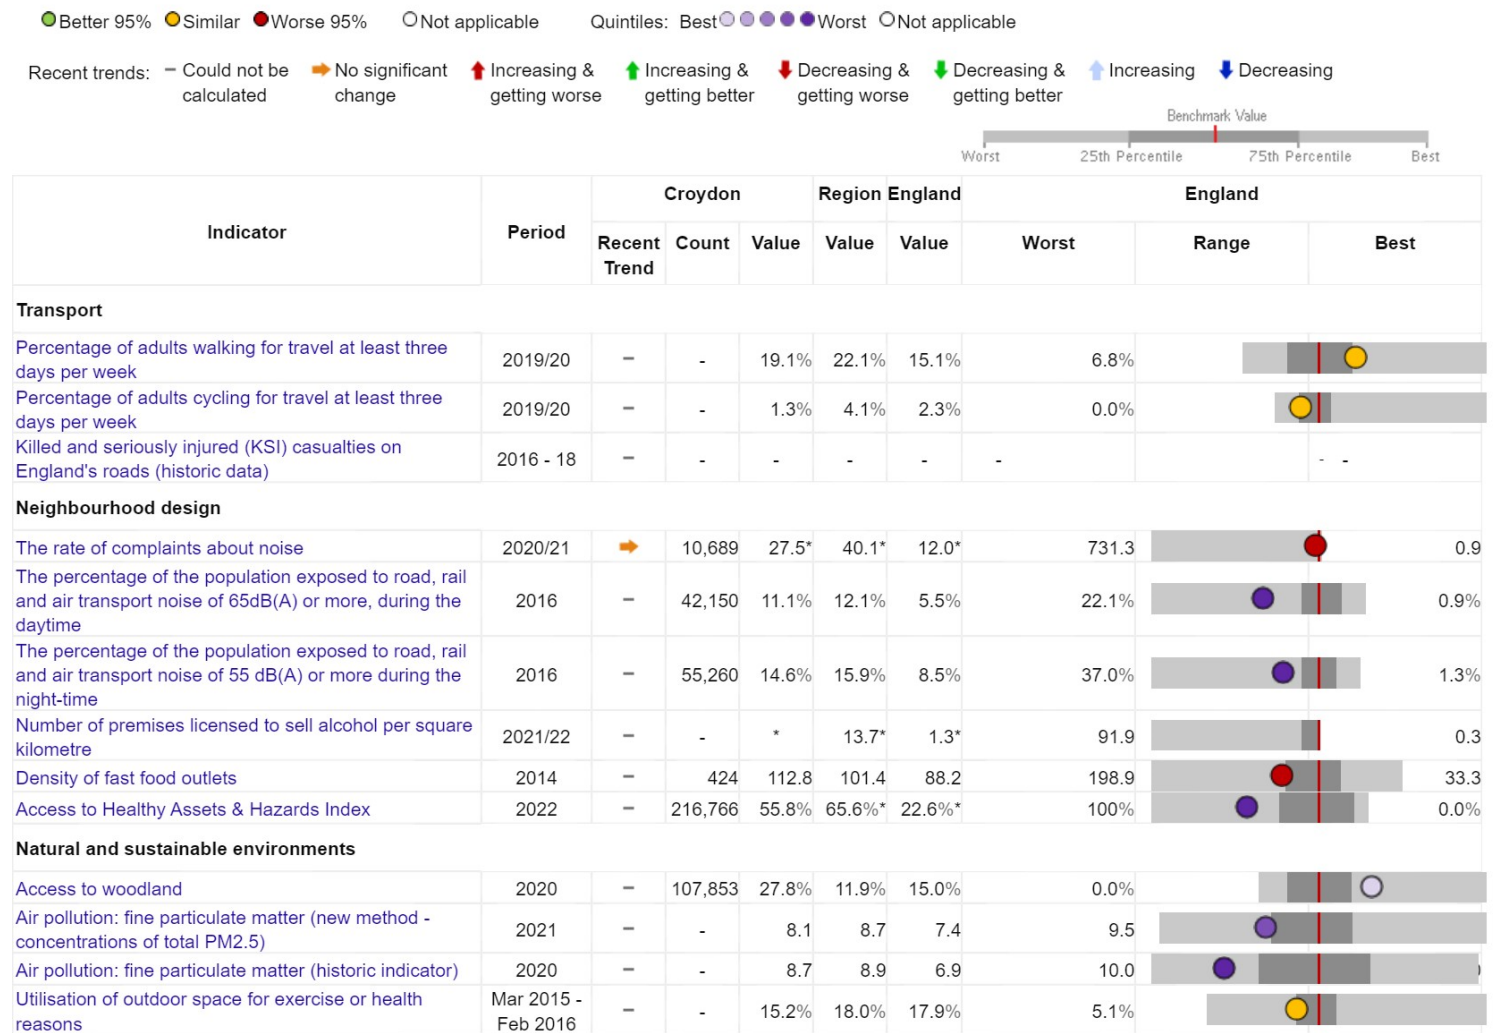 Better 95% Similar Worse 95% Not applicable Quintiles: Best Worst Not applicable
Recent trends: – Could not be calculated No significant change Increasing & getting worse Increasing & getting better Decreasing & getting worse Decreasing & getting better Increasing Decreasing
Benchmark Value
Worst 25th Percentile 75th Percentile Best
Croydon Region England England
Indicator Period Recent Trend Count Value Value Value Worst Range Best
Transport
Percentage of adults walking for travel at least three days per week 2019/20 – - 19.1% 22.1% 15.1% 6.8%
Percentage of adults cycling for travel at least three days per week 2019/20 – - 1.3% 4.1% 2.3% 0.0%
Killed and seriously injured (KSI) casualties on England's roads (historic data) 2016 - 18 – - - - - - - -
Neighbourhood design
The rate of complaints about noise 2020/21 10,689 27.5* 40.1* 12.0* 731.3 0.9
The percentage of the population exposed to road, rail and air transport noise of 65dB(A) or more, during the daytime 2016 – 42,150 11.1% 12.1% 5.5% 22.1% 0.9%
The percentage of the population exposed to road, rail and air transport noise of 55 dB(A) or more during the night-time 2016 – 55,260 14.6% 15.9% 8.5% 37.0% 1.3%
Number of premises licensed to sell alcohol per square kilometre 2021/22 – - * 13.7* 1.3* 91.9 0.3
Density of fast food outlets 2014 – 424 112.8 101.4 88.2 198.9 33.3
Access to Healthy Assets & Hazards Index 2022 – 216,766 55.8% 65.6%* 22.6%* 100% 0.0%
Natural and sustainable environments
Access to woodland 2020 – 107,853 27.8% 11.9% 15.0% 0.0%
Air pollution: fine particulate matter (new method - concentrations of total PM2.5) 2021 – - 8.1 8.7 7.4 9.5
Air pollution: fine particulate matter (historic indicator) 2020 – - 8.7 8.9 6.9 10.0
Utilisation of outdoor space for exercise or health reasons Mar 2015 - Feb 2016 – - 15.2% 18.0% 17.9% 5.1%